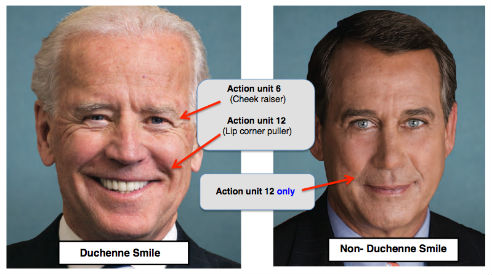 Action unit 6
(Cheek raiser)
Action unit 12
(Lip corner puller)
Action unit 12 only
Duchenne Smile
Non- Duchenne Smile